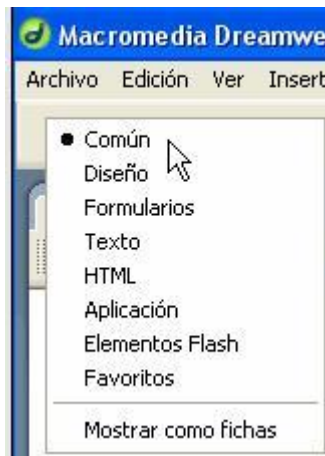 Macromedia Dreamwe
Archivo Edición Ver Insert
Común
Diseño
Formularios
Texto
HTML
Aplicación
Elementos Flash
Favoritos
Mostrar como fichas